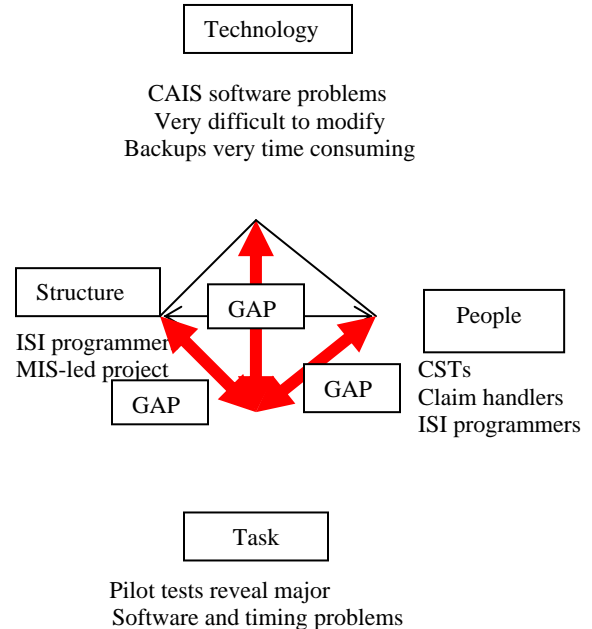 Technology
CAIS software problems
Very difficult to modify
Backups very time consuming
Structure
GAP
People
ISI programmer
MIS-led project
GAP
GAP
CSTs
Claim handlers
ISI programmers
Task
Pilot tests reveal major
Software and timing problems